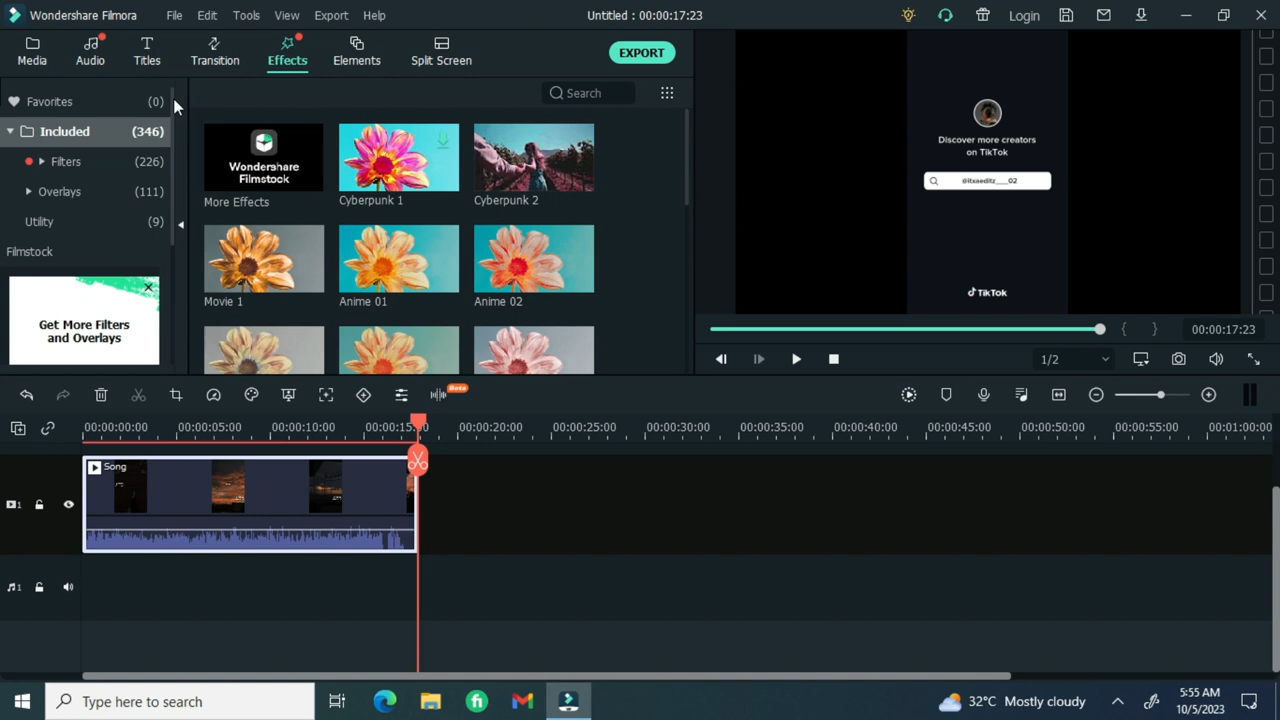 Wondershare Filmora File Edit Tools View Export Help Untitled : 00:00:17:23 Login
Media Audio Titles Transition Effects Elements Split Screen EXPORT
Favorites (0)
Included (346)
Filters (226)
Overlays (111)
Utility (9)
Filmstock
Get More Filters
and Overlays
Search
Wondershare
Filmstock
More Effects Cyberpunk 1 Cyberpunk 2
Movie 1 Anime 01 Anime 02
Discover more creators
on TikTok
@itxaeditz___02
TikTok
00:00:17:23
1/2
Beta
00:00:00:00 00:00:05:00 00:00:10:00 00:00:15:00 00:00:20:00 00:00:25:00 00:00:30:00 00:00:35:00 00:00:40:00 00:00:45:00 00:00:50:00 00:00:55:00 00:01:00:00
Song
1
1
Type here to search
32°C Mostly cloudy
5:55 AM
10/5/2023